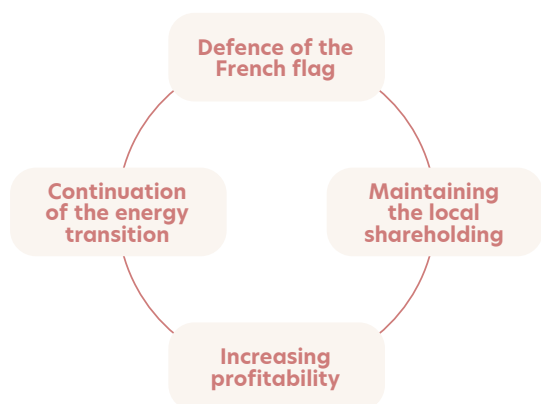 Defence of the
French flag
Continuation
of the energy
transition
Maintaining
the local
shareholding
Increasing
profitability